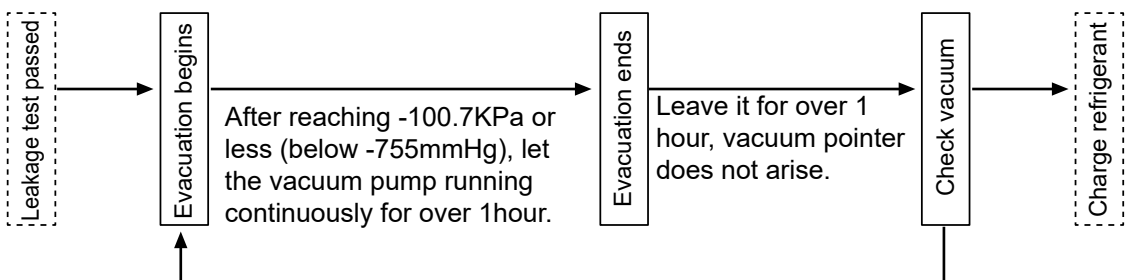 Leakage test passed
Evacuation begins
After reaching -100.7KPa or
less (below -755mmHg), let
the vacuum pump running
continuously for over 1hour.
Evacuation ends
Leave it for over 1
hour, vacuum pointer
does not arise.
Check vacuum
Charge refrigerant